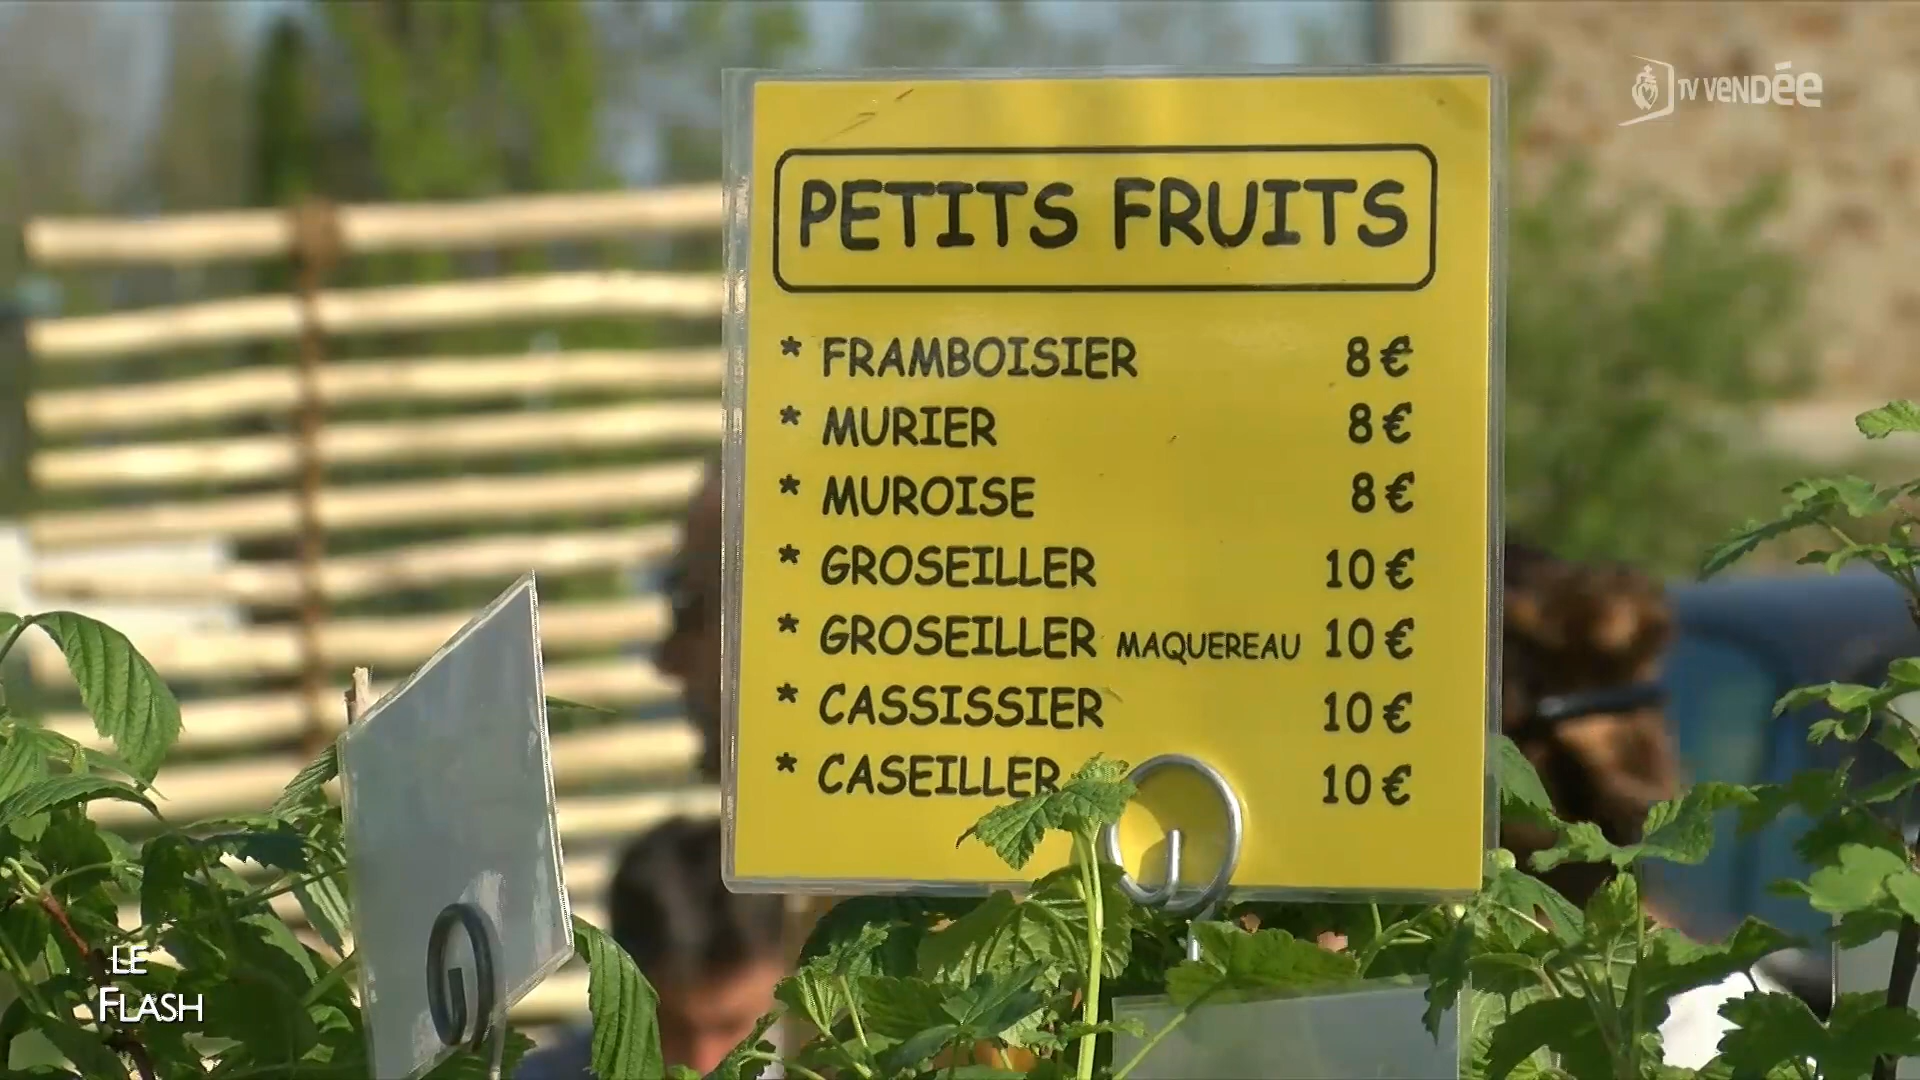 TV VENDÉE
PETITS FRUITS
* FRAMBOISIER 8 €
* MURIER 8 €
* MUROISE 8 €
* GROSEILLER 10 €
* GROSEILLER MAQUEREAU 10 €
* CASSISSIER 10 €
* CASEILLER 10 €
LE
FLASH